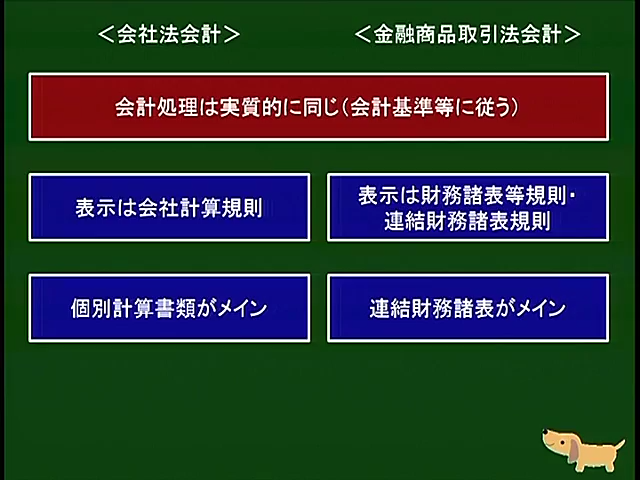 ＜会社法会計＞
＜金融商品取引法会計＞
会計処理は実質的に同じ（会計基準等に従う）
表示は会社計算規則
表示は財務諸表等規則・
連結財務諸表規則
個別計算書類がメイン
連結財務諸表がメイン